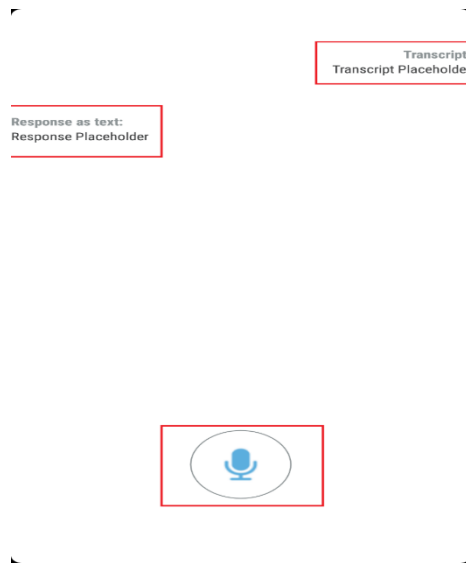 Transcript
Transcript Placeholde
Response as text:
Response Placeholder